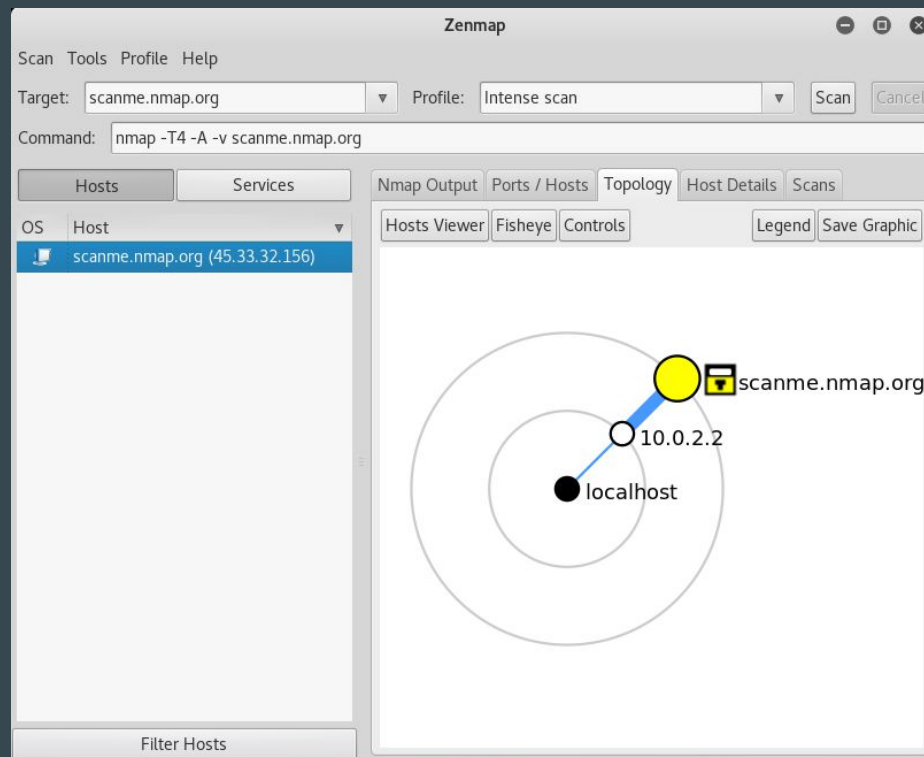 Zenmap
Scan Tools Profile Help
Target: scanme.nmap.org Profile: Intense scan Scan Cancel
Command: nmap -T4 -A -v scanme.nmap.org
Hosts Services Nmap Output Ports / Hosts Topology Host Details Scans
OS Host Hosts Viewer Fisheye Controls Legend Save Graphic
scanme.nmap.org (45.33.32.156)
scanme.nmap.org
10.0.2.2
localhost
Filter Hosts